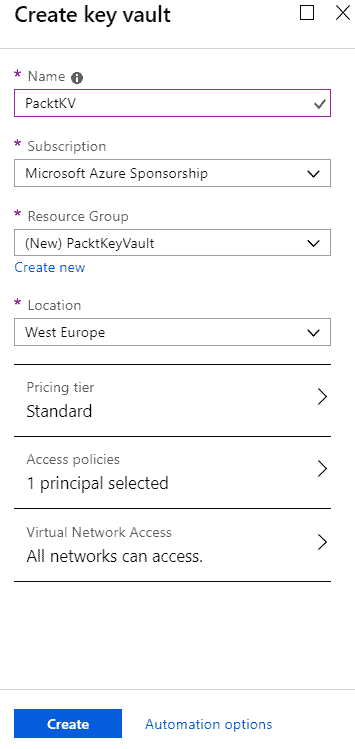 Create key vault
* Name
PacktKV
* Subscription
Microsoft Azure Sponsorship
* Resource Group
(New) PacktKeyVault
Create new
* Location
West Europe
Pricing tier
Standard
Access policies
1 principal selected
Virtual Network Access
All networks can access.
Create Automation options